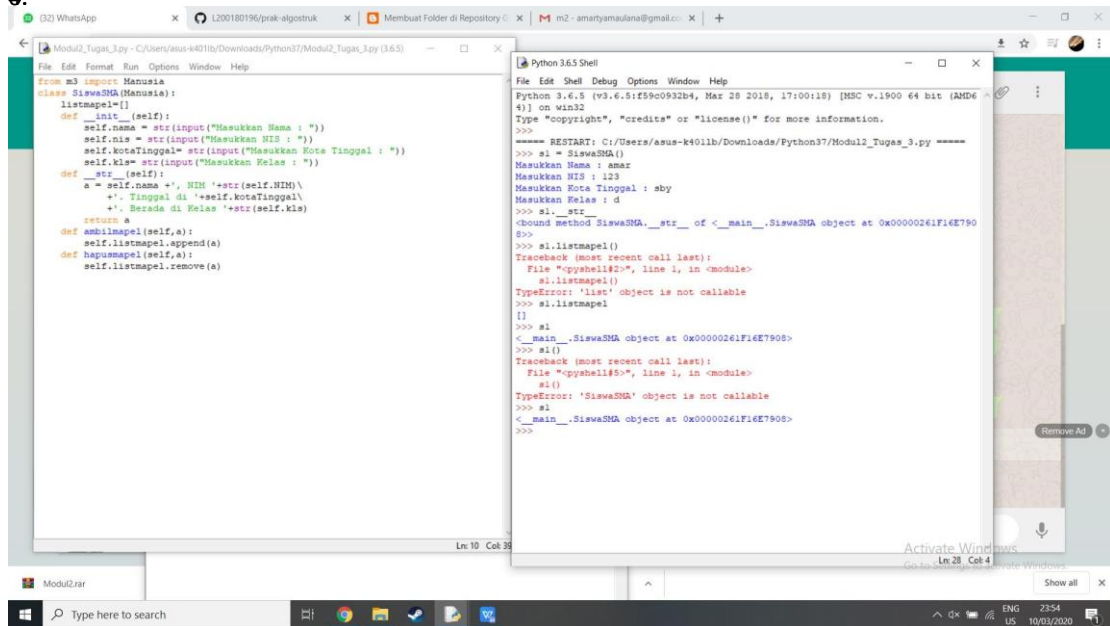 6.
(32) WhatsApp
L200180196/prak-algostruk
Membuat Folder di Repository G
m2 - amartyamaulana@gmail.co
Modul2_Tugas_3.py - C:/Users/asus-k401lb/Downloads/Python37/Modul2_Tugas_3.py (3.6.5)
File Edit Format Run Options Window Help
from m3 import Manusia
class SiswaSMA(Manusia):
listmapel=[]
def __init__(self):
self.nama = str(input("Masukkan Nama : "))
self.nis = str(input("Masukkan NIS : "))
self.kotaTinggal= str(input("Masukkan Kota Tinggal : "))
self.kls= str(input("Masukkan Kelas : "))
def __str__(self):
a = self.nama +', NIM '+str(self.NIM)\
+'. Tinggal di '+self.kotaTinggal\
+'. Berada di Kelas '+str(self.kls)
return a
def ambilmapel(self,a):
self.listmapel.append(a)
def hapusmapel(self,a):
self.listmapel.remove(a)
Ln: 10 Col: 39
Python 3.6.5 Shell
File Edit Shell Debug Options Window Help
Python 3.6.5 (v3.6.5:f59c0932b4, Mar 28 2018, 17:00:18) [MSC v.1900 64 bit (AMD6
4)] on win32
Type "copyright", "credits" or "license()" for more information.
>>>
===== RESTART: C:/Users/asus-k401lb/Downloads/Python37/Modul2_Tugas_3.py =====
>>> s1 = SiswaSMA()
Masukkan Nama : amar
Masukkan NIS : 123
Masukkan Kota Tinggal : sby
Masukkan Kelas : d
>>> s1.__str__
<bound method SiswaSMA.__str__ of <__main__.SiswaSMA object at 0x00000261F16E790
8>>
>>> s1.listmapel()
Traceback (most recent call last):
File "<pyshell#2>", line 1, in <module>
s1.listmapel()
TypeError: 'list' object is not callable
>>> s1.listmapel
[]
>>> s1
<__main__.SiswaSMA object at 0x00000261F16E7908>
>>> s1()
Traceback (most recent call last):
File "<pyshell#5>", line 1, in <module>
s1()
TypeError: 'SiswaSMA' object is not callable
>>> s1
<__main__.SiswaSMA object at 0x00000261F16E7908>
>>>
Ln: 28 Col: 4
Remove Ad
Activate Windows
Go to Settings to activate Windows.
Modul2.rar
Show all
Type here to search
ENG
US
23:54
10/03/2020